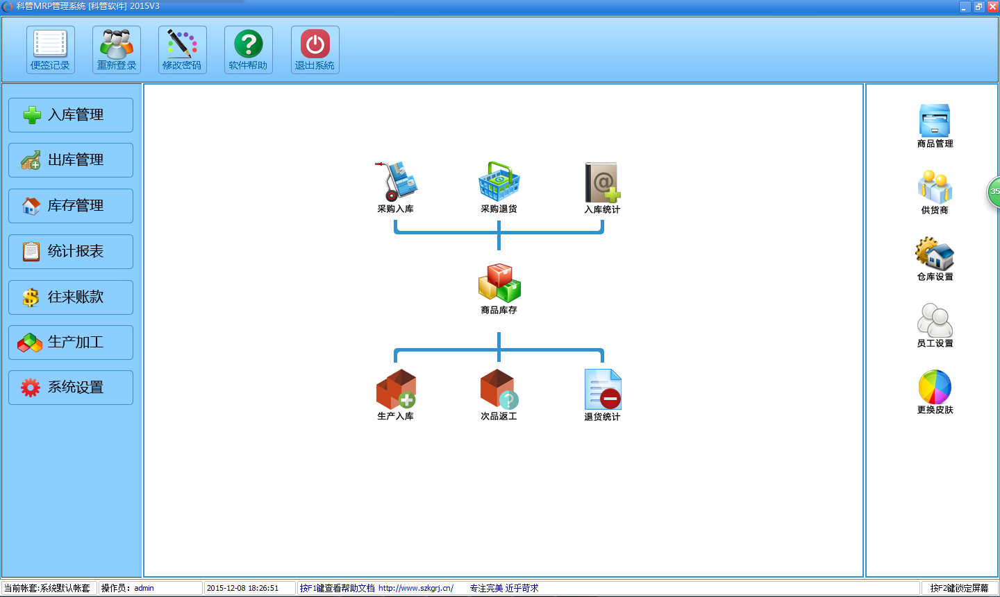 科管MRP管理系统 [科管软件] 2015V3
便签记录 重新登录 修改密码 软件帮助 退出系统
入库管理
出库管理
库存管理
统计报表
往来账款
生产加工
系统设置
采购入库 采购退货 入库统计
商品库存
生产入库 次品返工 退货统计
商品管理
供货商
35
仓库设置
员工设置
更换皮肤
当前帐套:系统默认帐套 操作员：admin 2015-12-08 18:26:51 按F1键查看帮助文档 http://www.szkgrj.cn/ 专注完美 近乎苛求 按F2键锁定屏幕